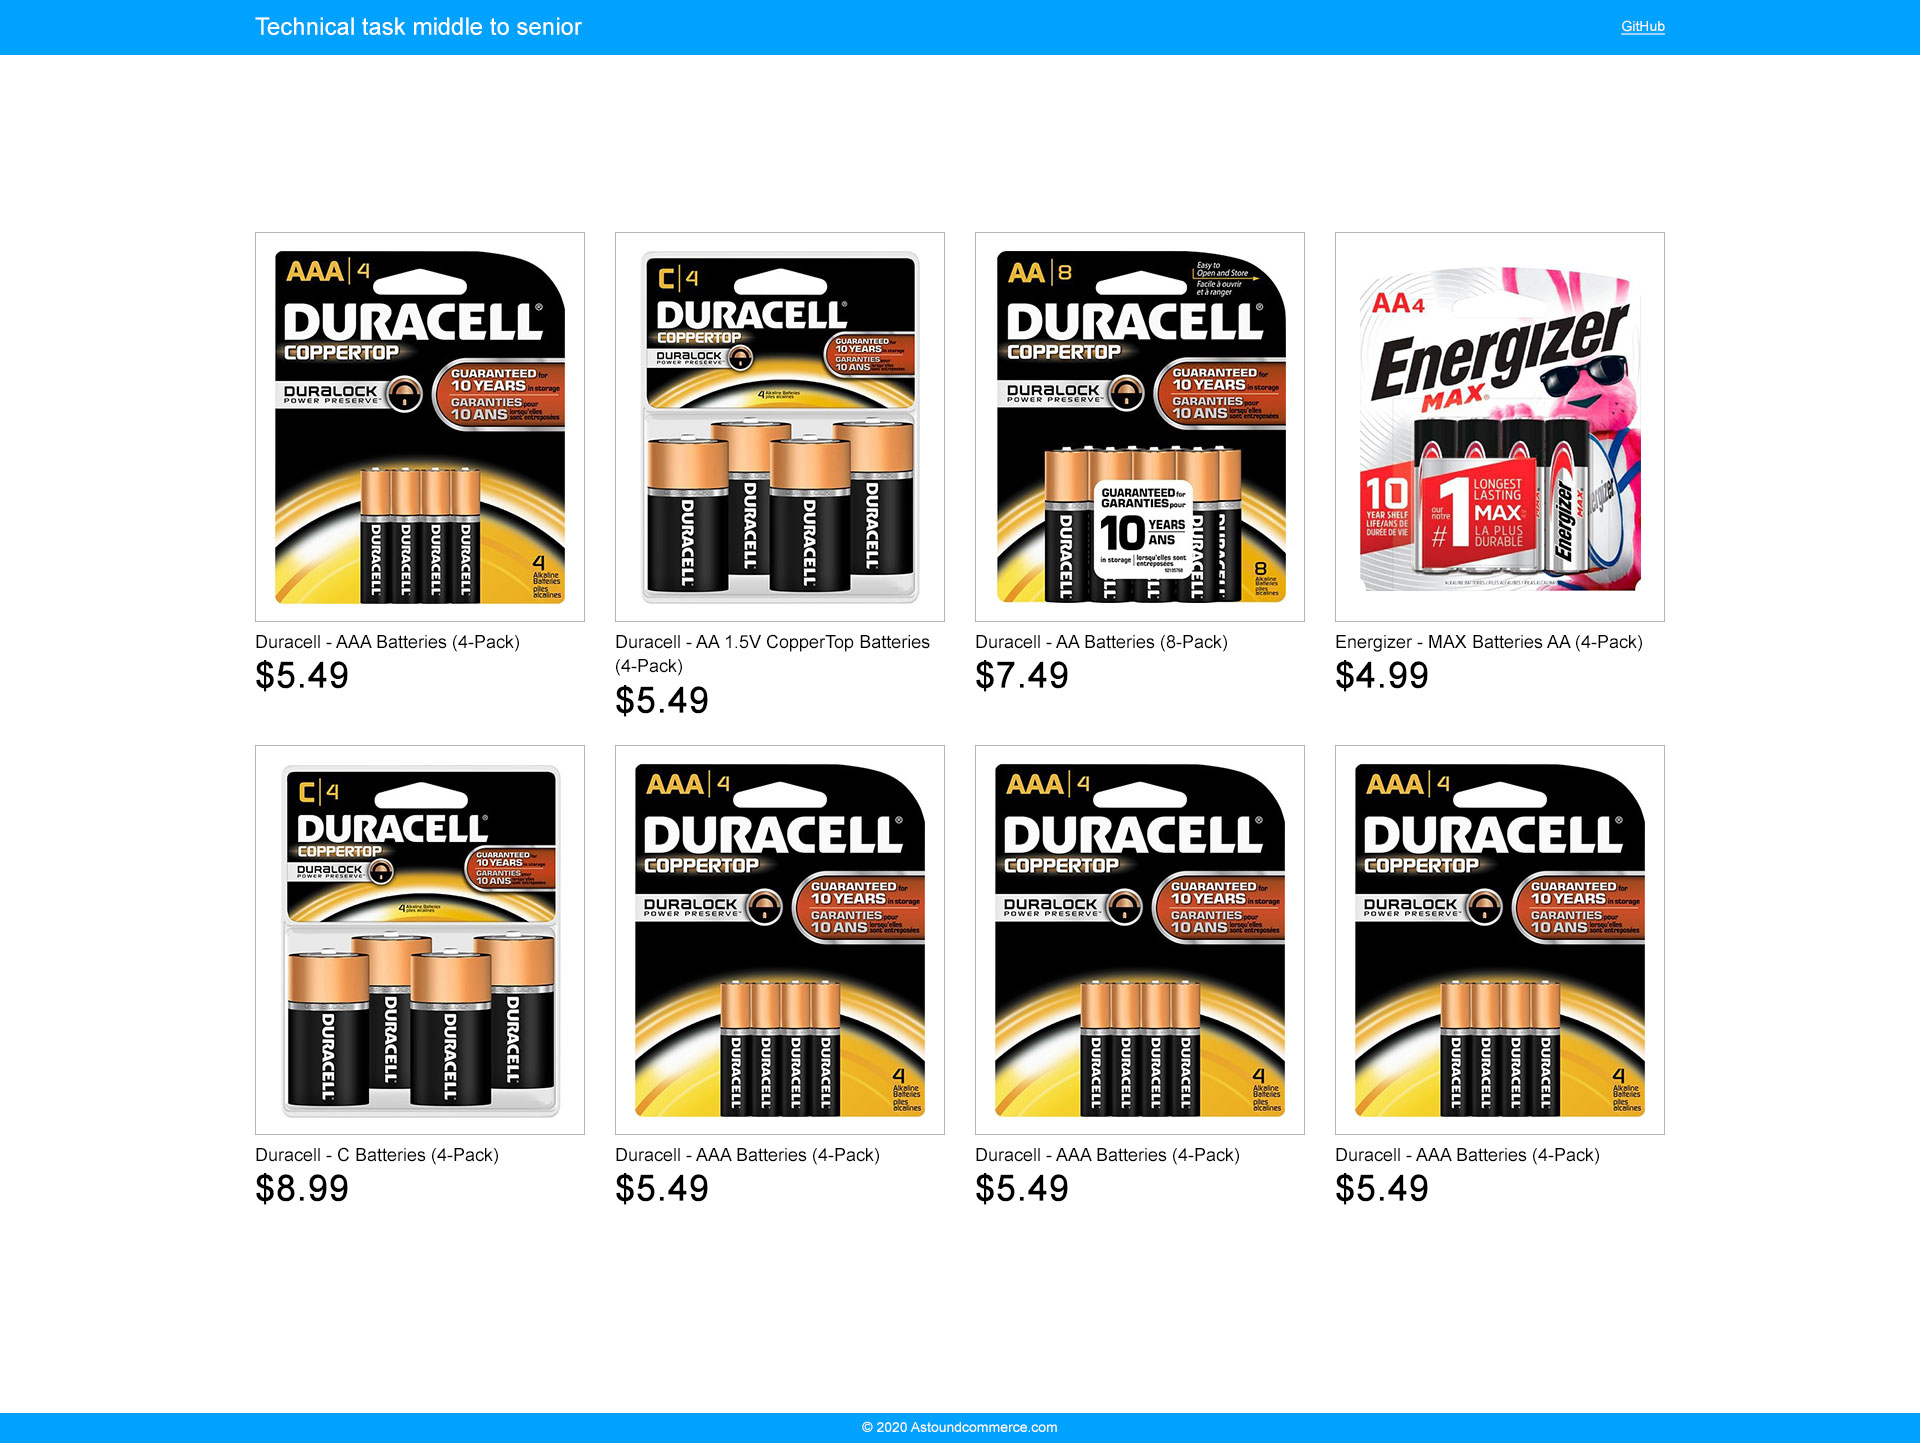 Technical task middle to senior
GitHub
AAA | 4
DURACELL®
COPPERTOP
GUARANTEED for
10 YEARS in storage
DURALOCK
POWER PRESERVE™
GARANTIES pour
10 ANS lorsqu'elles sont entreposées
DURACELL DURACELL DURACELL DURACELL
4
Alkaline
Batteries
piles
alcalines
Duracell - AAA Batteries (4-Pack)
$5.49
C | 4
DURACELL®
COPPERTOP
GUARANTEED for
10 YEARS in storage
DURALOCK
POWER PRESERVE™
GARANTIES pour
10 ANS lorsqu'elles sont entreposées
4 Alkaline Batteries
piles alcalines
DURACELL DURACELL DURACELL DURACELL
Duracell - AA 1.5V CopperTop Batteries
(4-Pack)
$5.49
AA | 8
Easy to
Open and Store
Facile à ouvrir
et à ranger
DURACELL®
COPPERTOP
GUARANTEED for
10 YEARS in storage
DURALOCK
POWER PRESERVE™
GARANTIES pour
10 ANS lorsqu'elles sont entreposées
GUARANTEED for
GARANTIES pour
10 YEARS
ANS
in storage | lorsqu'elles sont
entreposées
DURACELL
8
Alkaline
Batteries
piles
alcalines
Duracell - AA Batteries (8-Pack)
$7.49
AA4
Energizer
MAX®
10
YEAR SHELF
LIFE/ANS DE
DURÉE DE VIE
our
notre
#1
LONGEST
LASTING
MAX
LA PLUS
DURABLE
Energizer
MAX
Energizer - MAX Batteries AA (4-Pack)
$4.99
C | 4
DURACELL®
COPPERTOP
GUARANTEED for
10 YEARS in storage
DURALOCK
POWER PRESERVE™
GARANTIES pour
10 ANS lorsqu'elles sont entreposées
4 Alkaline Batteries
piles alcalines
DURACELL DURACELL DURACELL DURACELL
Duracell - C Batteries (4-Pack)
$8.99
AAA | 4
DURACELL®
COPPERTOP
GUARANTEED for
10 YEARS in storage
DURALOCK
POWER PRESERVE™
GARANTIES pour
10 ANS lorsqu'elles sont entreposées
DURACELL DURACELL DURACELL DURACELL
4
Alkaline
Batteries
piles
alcalines
Duracell - AAA Batteries (4-Pack)
$5.49
AAA | 4
DURACELL®
COPPERTOP
GUARANTEED for
10 YEARS in storage
DURALOCK
POWER PRESERVE™
GARANTIES pour
10 ANS lorsqu'elles sont entreposées
DURACELL DURACELL DURACELL DURACELL
4
Alkaline
Batteries
piles
alcalines
Duracell - AAA Batteries (4-Pack)
$5.49
AAA | 4
DURACELL®
COPPERTOP
GUARANTEED for
10 YEARS in storage
DURALOCK
POWER PRESERVE™
GARANTIES pour
10 ANS lorsqu'elles sont entreposées
DURACELL DURACELL DURACELL DURACELL
4
Alkaline
Batteries
piles
alcalines
Duracell - AAA Batteries (4-Pack)
$5.49
© 2020 Astoundcommerce.com